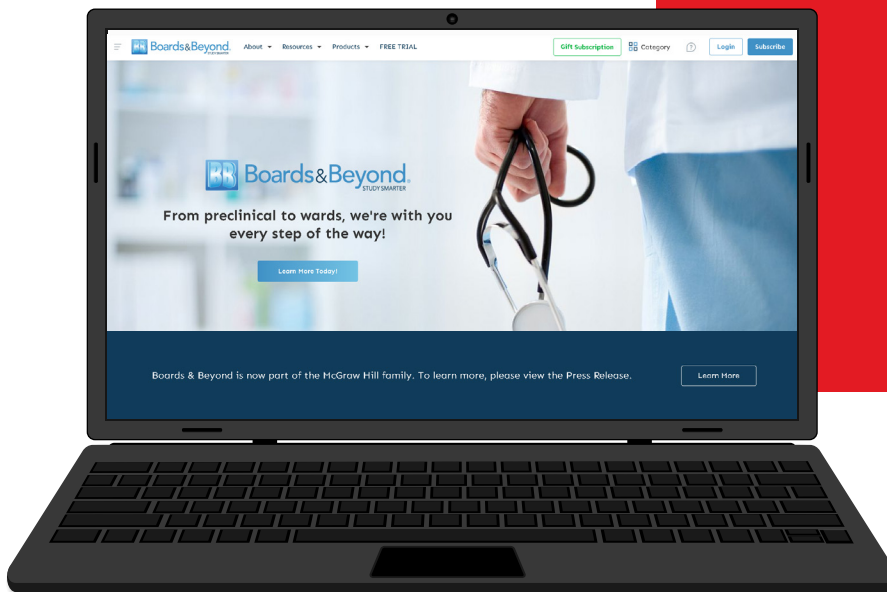 BB Boards&Beyond. About Resources Products FREE TRIAL Gift Subscription Category ? Login Subscribe
STUDY SMARTER
BB Boards&Beyond.
STUDY SMARTER
From preclinical to wards, we're with you
every step of the way!
Learn More Today!
Boards & Beyond is now part of the McGraw Hill family. To learn more, please view the Press Release. Learn More